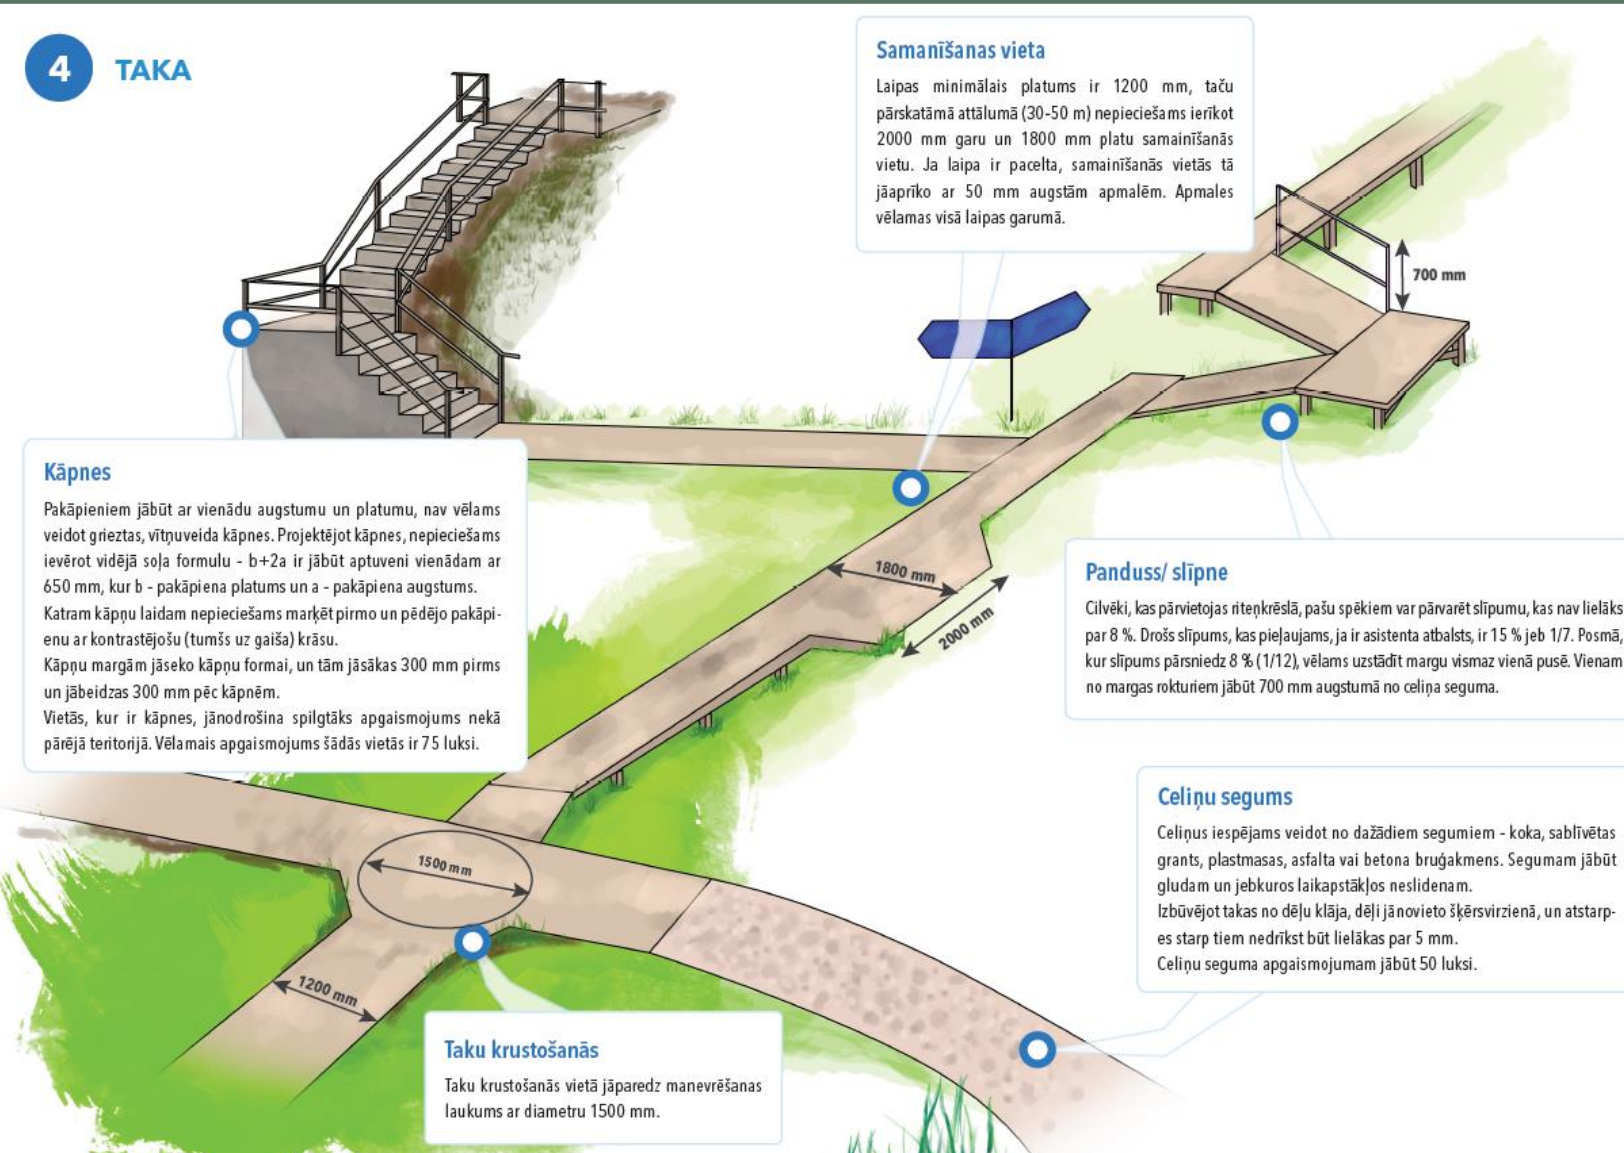 4 TAKA
Samanīšanas vieta
Laipas minimālais platums ir 1200 mm, taču
pārskatāmā attālumā (30-50 m) nepieciešams ierīkot
2000 mm garu un 1800 mm platu samainīšanās
vietu. Ja laipa ir pacelta, samainīšanās vietās tā
jāaprīko ar 50 mm augstām apmalēm. Apmales
vēlamas visā laipas garumā.
700 mm
Kāpnes
Pakāpieniem jābūt ar vienādu augstumu un platumu, nav vēlams
veidot grieztas, vītņuveida kāpnes. Projektējot kāpnes, nepieciešams
ievērot vidējā soļa formulu - b+2a ir jābūt aptuveni vienādam ar
650 mm, kur b - pakāpiena platums un a - pakāpiena augstums.
Katram kāpņu laidam nepieciešams marķēt pirmo un pēdējo pakāpi-
enu ar kontrastējošu (tumšs uz gaiša) krāsu.
Kāpņu margām jāseko kāpņu formai, un tām jāsākas 300 mm pirms
un jābeidzas 300 mm pēc kāpnēm.
Vietās, kur ir kāpnes, jānodrošina spilgtāks apgaismojums nekā
pārējā teritorijā. Vēlamais apgaismojums šādās vietās ir 75 luksi.
1800 mm
2000 mm
Panduss/ slīpne
Cilvēki, kas pārvietojas riteņkrēslā, pašu spēkiem var pārvarēt slīpumu, kas nav lielāks
par 8 %. Drošs slīpums, kas pieļaujams, ja ir asistenta atbalsts, ir 15 % jeb 1/7. Posmā,
kur slīpums pārsniedz 8 % (1/12), vēlams uzstādīt margu vismaz vienā pusē. Vienam
no margas rokturiem jābūt 700 mm augstumā no celiņa seguma.
Celiņu segums
Celiņus iespējams veidot no dažādiem segumiem - koka, sablīvētas
grants, plastmasas, asfalta vai betona bruģakmens. Segumam jābūt
gludam un jebkuros laikapstākļos neslidenam.
Izbūvējot takas no dēļu klāja, dēļi jānovieto šķērsvirzienā, un atstarp-
es starp tiem nedrīkst būt lielākas par 5 mm.
Celiņu seguma apgaismojumam jābūt 50 luksi.
1500 mm
1200 mm
Taku krustošanās
Taku krustošanās vietā jāparedz manevrēšanas
laukums ar diametru 1500 mm.